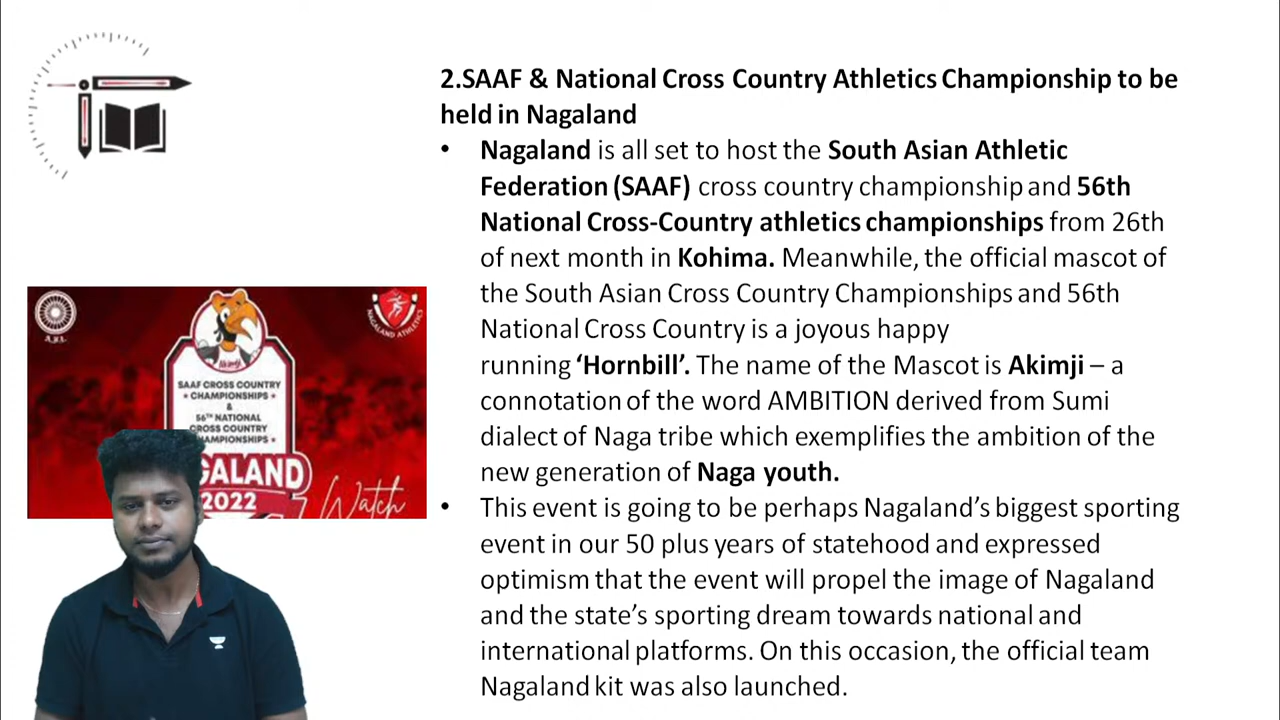 2.SAAF & National Cross Country Athletics Championship to be
held in Nagaland
• Nagaland is all set to host the South Asian Athletic
Federation (SAAF) cross country championship and 56th
National Cross-Country athletics championships from 26th
of next month in Kohima. Meanwhile, the official mascot of
the South Asian Cross Country Championships and 56th
National Cross Country is a joyous happy
running ‘Hornbill’. The name of the Mascot is Akimji – a
connotation of the word AMBITION derived from Sumi
dialect of Naga tribe which exemplifies the ambition of the
new generation of Naga youth.
• This event is going to be perhaps Nagaland’s biggest sporting
event in our 50 plus years of statehood and expressed
optimism that the event will propel the image of Nagaland
and the state’s sporting dream towards national and
international platforms. On this occasion, the official team
Nagaland kit was also launched.
NAGALAND ATHLETICS
SAAF CROSS COUNTRY
• CHAMPIONSHIPS •
&
56TH NATIONAL
CROSS COUNTRY
HAMPIONSHIPS •
GALAND
2022
Watch